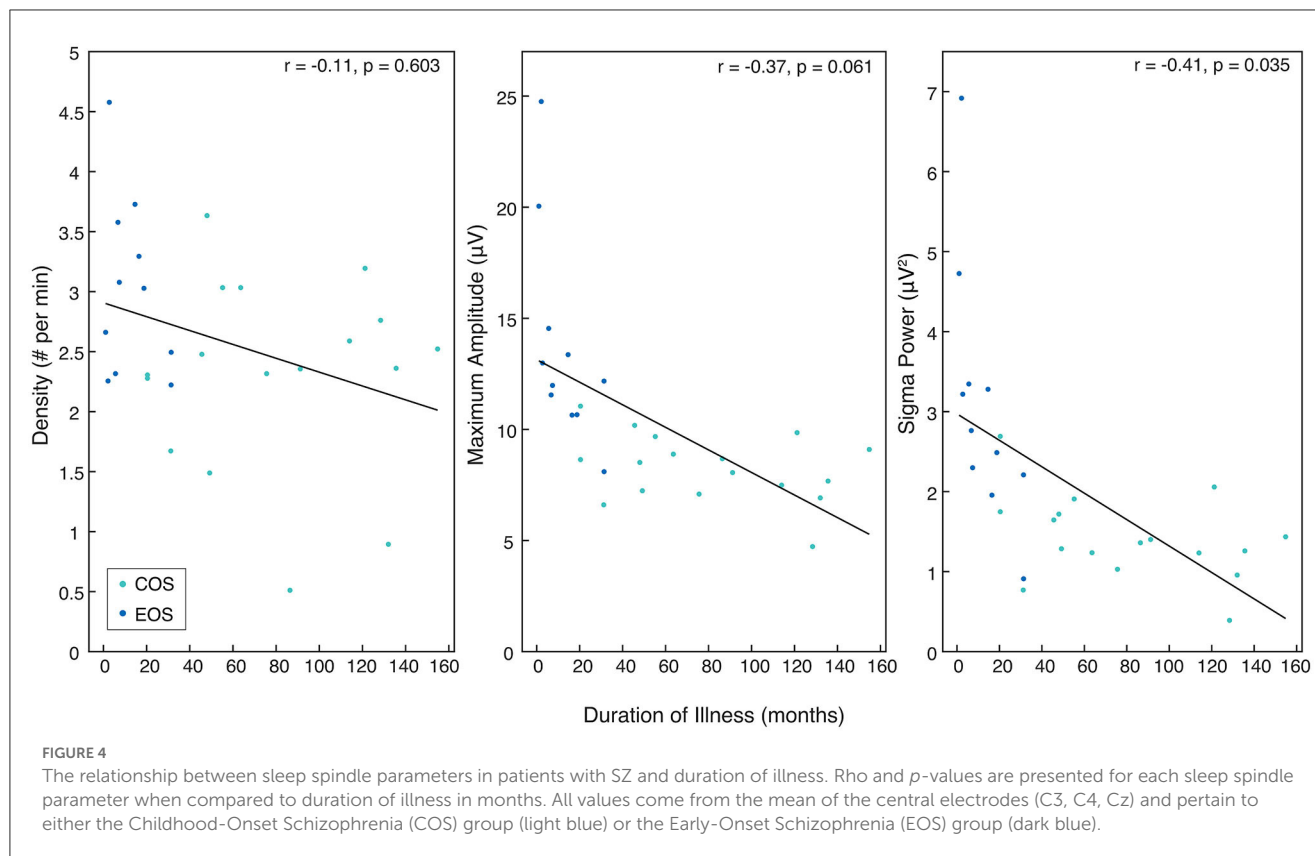 r = -0.11, p = 0.603
5
4.5
4
3.5
3
2.5
2
1.5
1
0.5
0
Density (# per min)
COS
EOS
0 20 40 60 80 100 120 140 160
r = -0.37, p = 0.061
25
20
15
10
5
0
Maximum Amplitude (µV)
0 20 40 60 80 100 120 140 160
r = -0.41, p = 0.035
7
6
5
4
3
2
1
0
Sigma Power (µV²)
0 20 40 60 80 100 120 140 160
Duration of Illness (months)
FIGURE 4
The relationship between sleep spindle parameters in patients with SZ and duration of illness. Rho and p-values are presented for each sleep spindle
parameter when compared to duration of illness in months. All values come from the mean of the central electrodes (C3, C4, Cz) and pertain to
either the Childhood-Onset Schizophrenia (COS) group (light blue) or the Early-Onset Schizophrenia (EOS) group (dark blue).